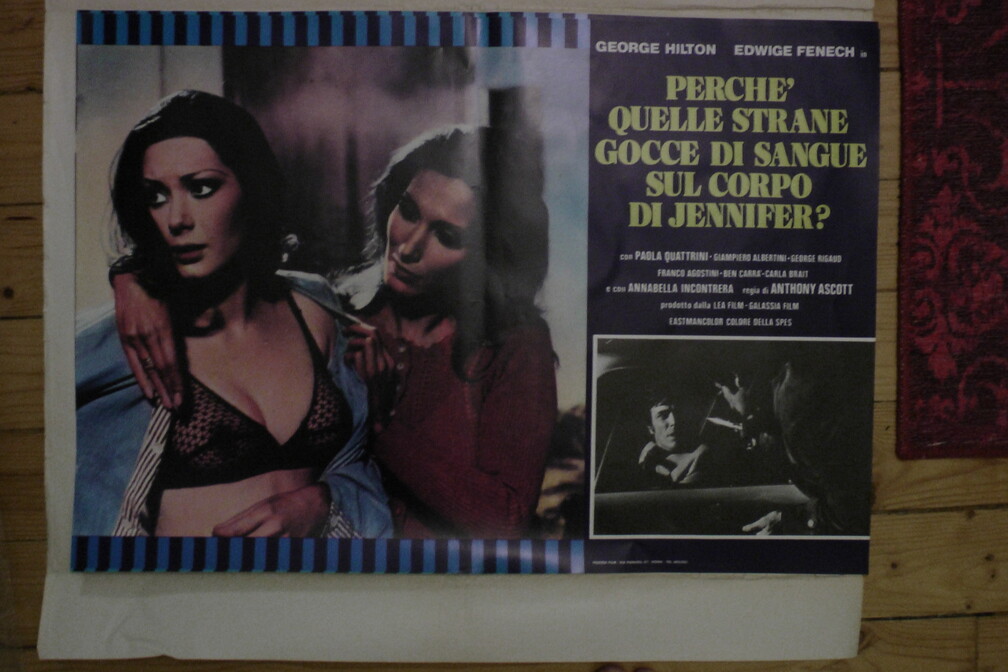 GEORGE HILTON EDWIGE FENECH in
PERCHE'
QUELLE STRANE
GOCCE DI SANGUE
SUL CORPO
DI JENNIFER?
con PAOLA QUATTRINI - GIAMPIERO ALBERTINI - GEORGE RIGAUD
FRANCO AGOSTINI - BEN CARRA' - CARLA BRAIT
e con ANNABELLA INCONTRERA regia di ANTHONY ASCOTT
prodotto dalla LEA FILM - GALASSIA FILM
EASTMANCOLOR COLORE DELLA SPES